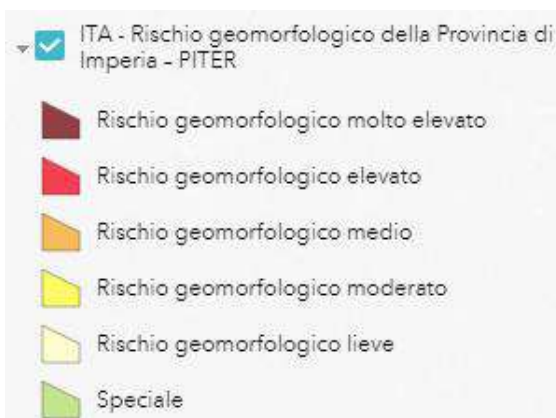 ITA - Rischio geomorfologico della Provincia di
Imperia - PITER
Rischio geomorfologico molto elevato
Rischio geomorfologico elevato
Rischio geomorfologico medio
Rischio geomorfologico moderato
Rischio geomorfologico lieve
Speciale